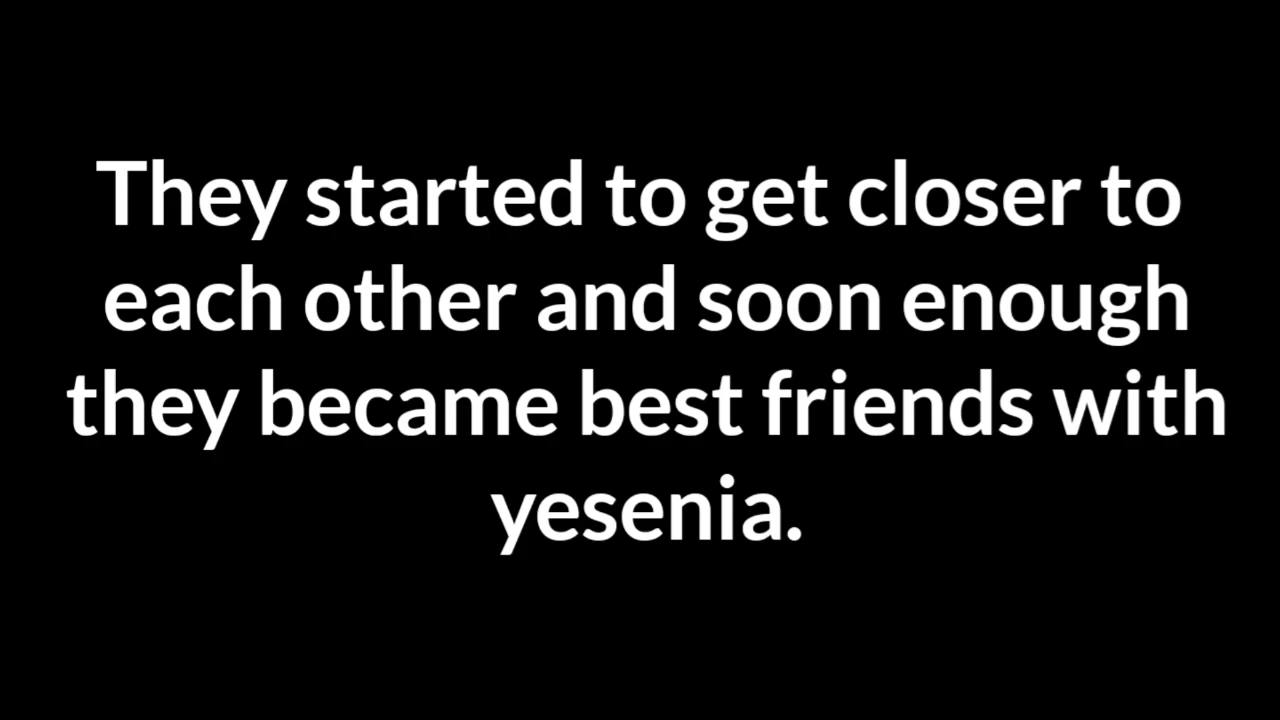 They started to get closer to
each other and soon enough
they became best friends with
yesenia.